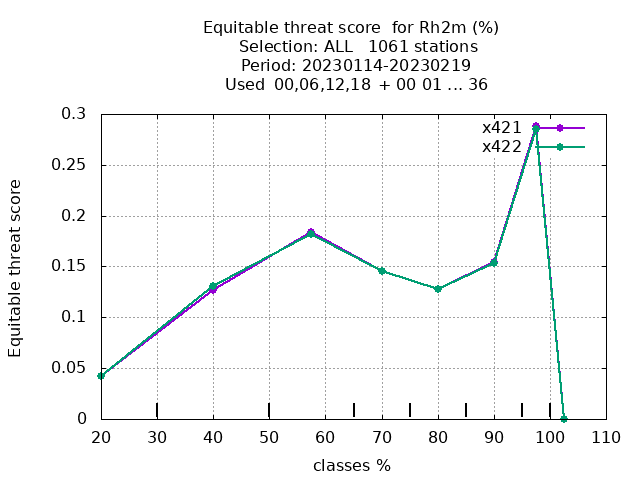 Equitable threat score  for Rh2m (%)
Selection: ALL   1061 stations
Period: 20230114-20230219
Used  00,06,12,18  + 00 01 ... 36
0.3
0.25
0.2
0.15
0.1
0.05
0
Equitable threat score
x421
x422
20 30 40 50 60 70 80 90 100 110
classes %